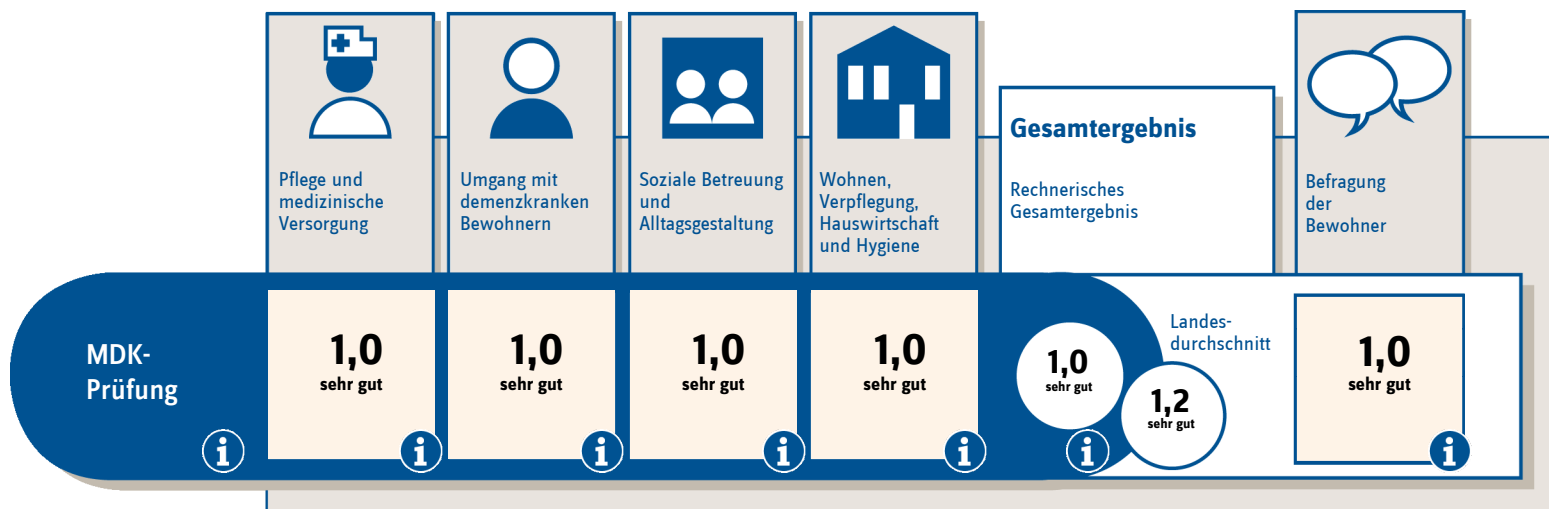 Pflege und
medizinische
Versorgung
Umgang mit
demenzkranken
Bewohnern
Soziale Betreuung
und
Alltagsgestaltung
Wohnen,
Verpflegung,
Hauswirtschaft
und Hygiene
Gesamtergebnis
Rechnerisches
Gesamtergebnis
Befragung
der
Bewohner
MDK-
Prüfung
i
1,0
sehr gut
i
1,0
sehr gut
i
1,0
sehr gut
i
1,0
sehr gut
i
1,0
sehr gut
i
Landes-
durchschnitt
1,2
sehr gut
1,0
sehr gut
i